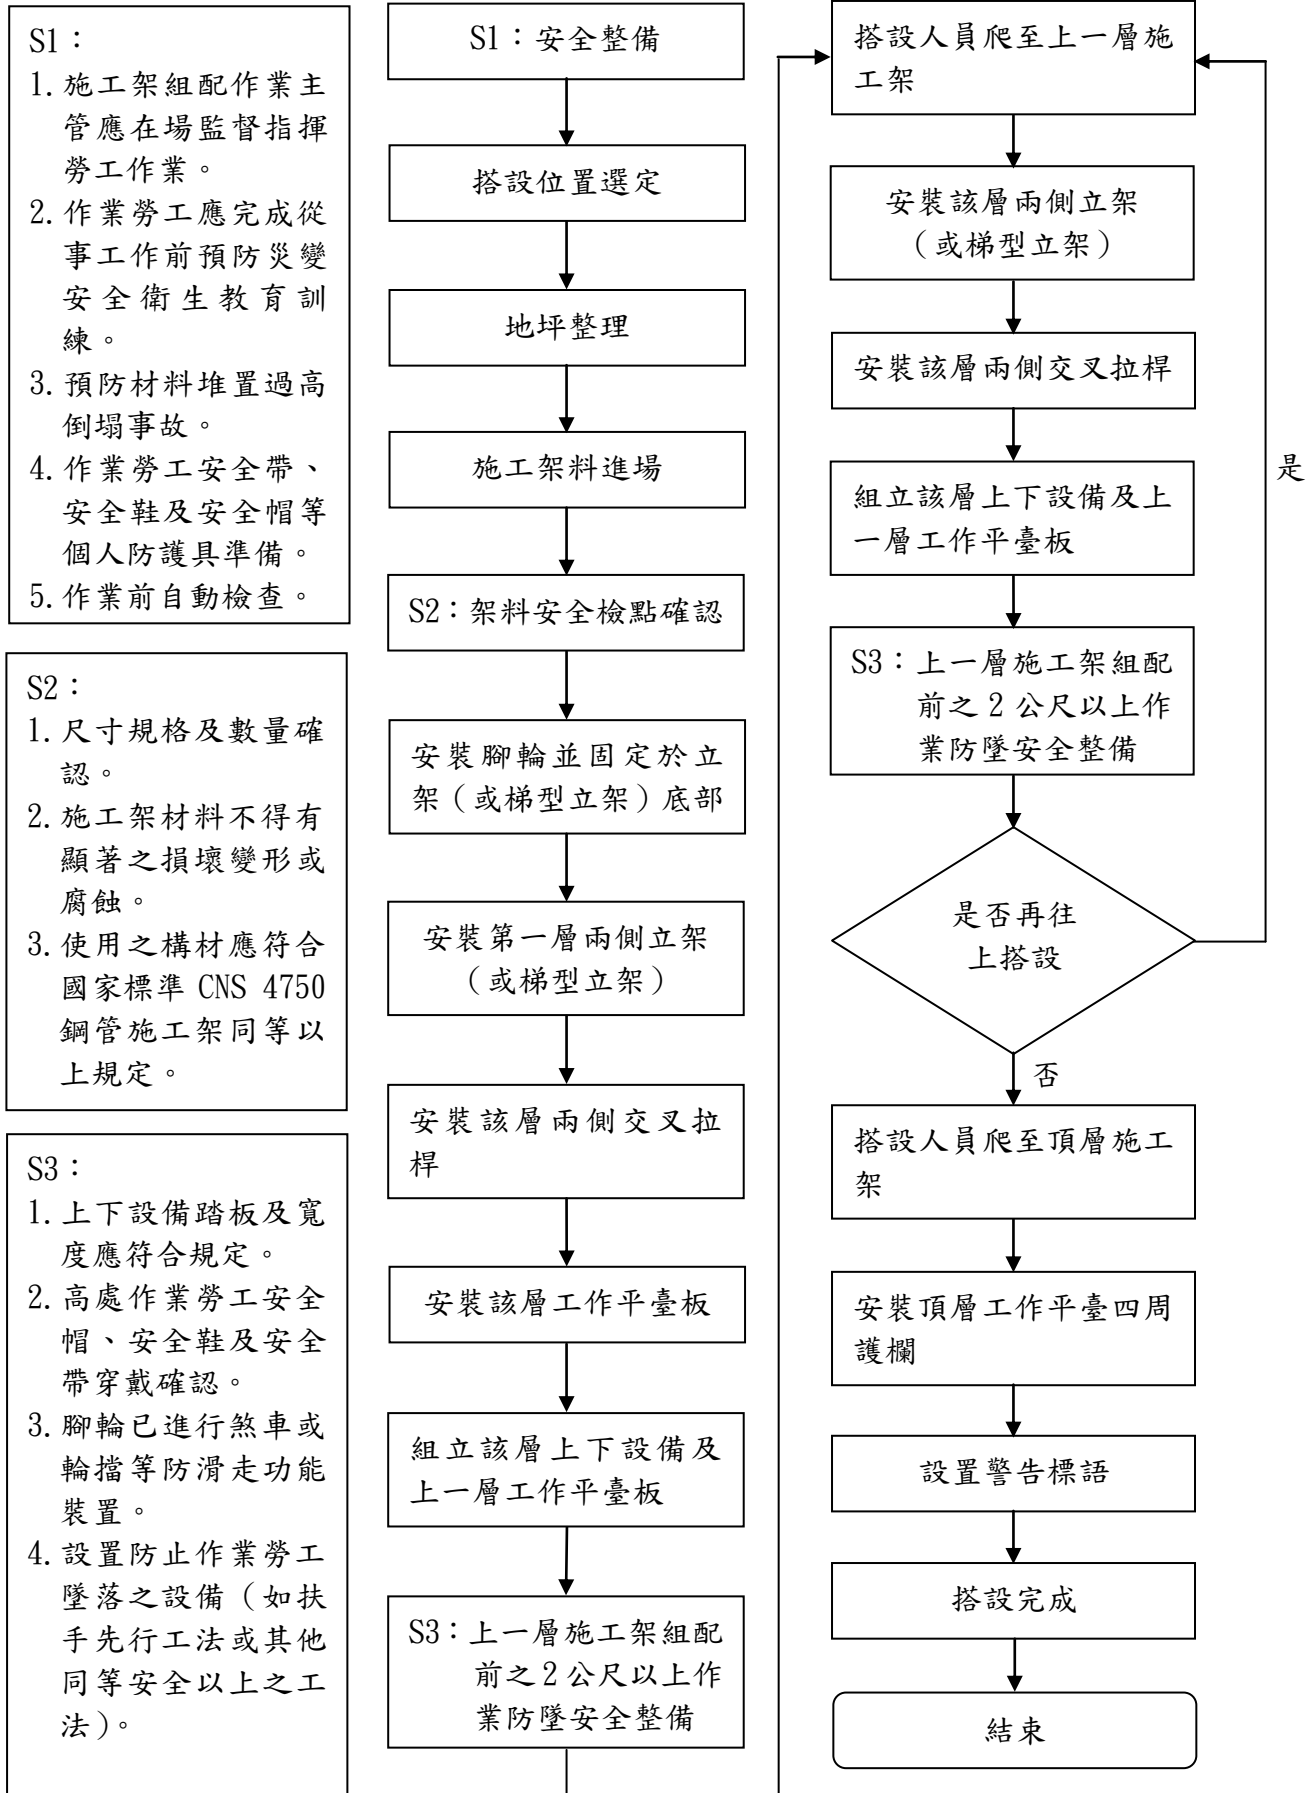 S1：
1.施工架組配作業主
管應在場監督指揮
勞工作業。
2.作業勞工應完成從
事工作前預防災變
安全衛生教育訓
練。
3.預防材料堆置過高
倒塌事故。
4.作業勞工安全帶、
安全鞋及安全帽等
個人防護具準備。
5.作業前自動檢查。
S2：
1.尺寸規格及數量確
認。
2.施工架材料不得有
顯著之損壞變形或
腐蝕。
3.使用之構材應符合
國家標準 CNS 4750
鋼管施工架同等以
上規定。
S3：
1.上下設備踏板及寬
度應符合規定。
2.高處作業勞工安全
帽、安全鞋及安全
帶穿戴確認。
3.腳輪已進行煞車或
輪擋等防滑走功能
裝置。
4.設置防止作業勞工
墜落之設備（如扶
手先行工法或其他
同等安全以上之工
法）。
S1：安全整備
搭設位置選定
地坪整理
施工架料進場
S2：架料安全檢點確認
安裝腳輪並固定於立
架（或梯型立架）底部
安裝第一層兩側立架
（或梯型立架）
安裝該層兩側交叉拉
桿
安裝該層工作平臺板
組立該層上下設備及
上一層工作平臺板
S3：上一層施工架組配
前之2公尺以上作
業防墜安全整備
搭設人員爬至上一層施
工架
安裝該層兩側立架
（或梯型立架）
安裝該層兩側交叉拉桿
組立該層上下設備及上
一層工作平臺板
S3：上一層施工架組配
前之2公尺以上作
業防墜安全整備
是否再往
上搭設
是
否
搭設人員爬至頂層施工
架
安裝頂層工作平臺四周
護欄
設置警告標語
搭設完成
結束